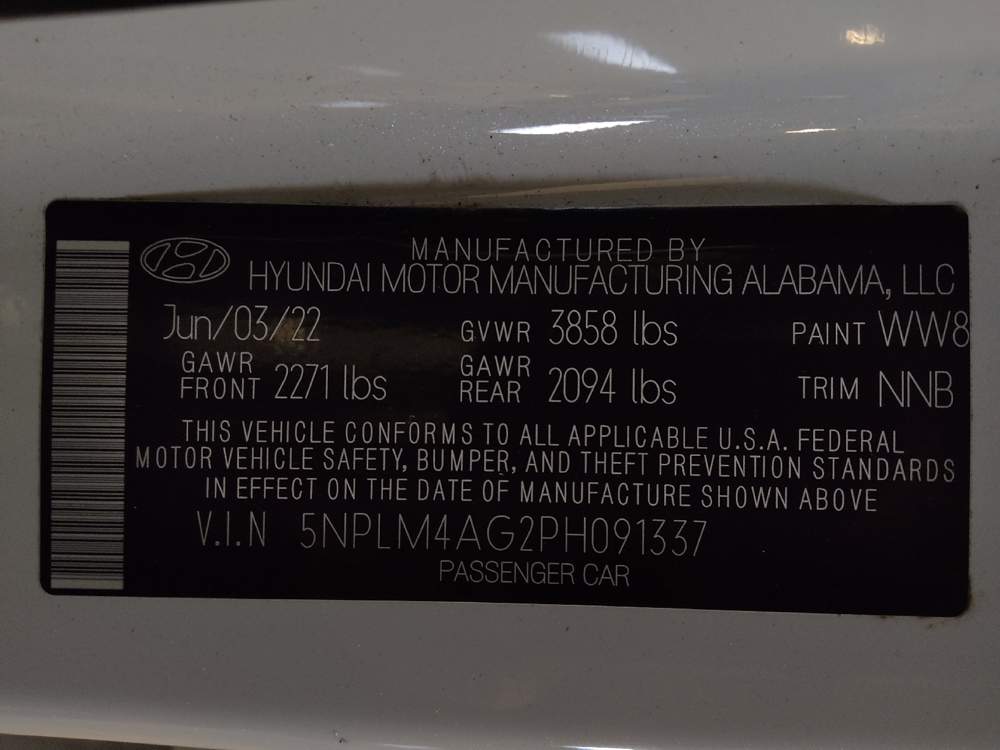 MANUFACTURED BY
HYUNDAI MOTOR MANUFACTURING ALABAMA, LLC
Jun/03/22 GVWR 3858 lbs PAINT WW8
GAWR FRONT 2271 lbs GAWR REAR 2094 lbs TRIM NNB
THIS VEHICLE CONFORMS TO ALL APPLICABLE U.S.A. FEDERAL
MOTOR VEHICLE SAFETY, BUMPER, AND THEFT PREVENTION STANDARDS
IN EFFECT ON THE DATE OF MANUFACTURE SHOWN ABOVE
V.I.N 5NPLM4AG2PH091337
PASSENGER CAR